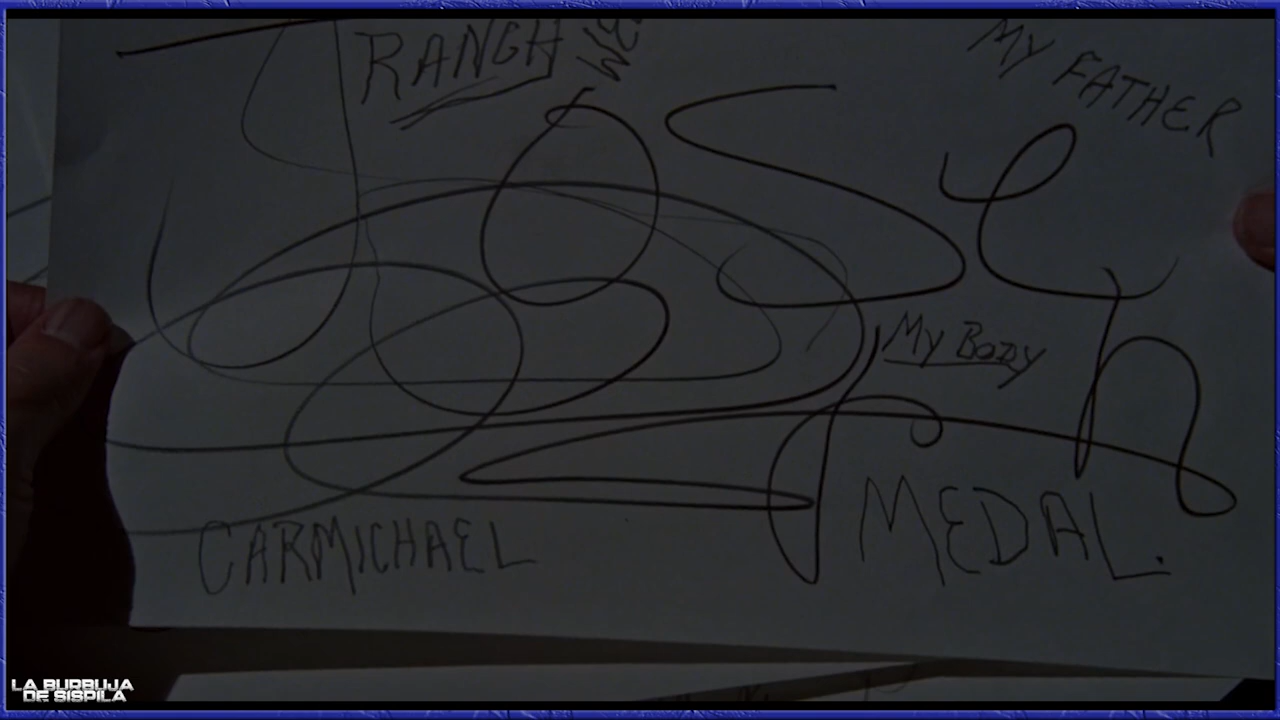 RANCH
MY FATHER
JOSEPH
MY BODY
MEDAL.
CARMICHAEL
LA BURBUJA
DE SISPILA